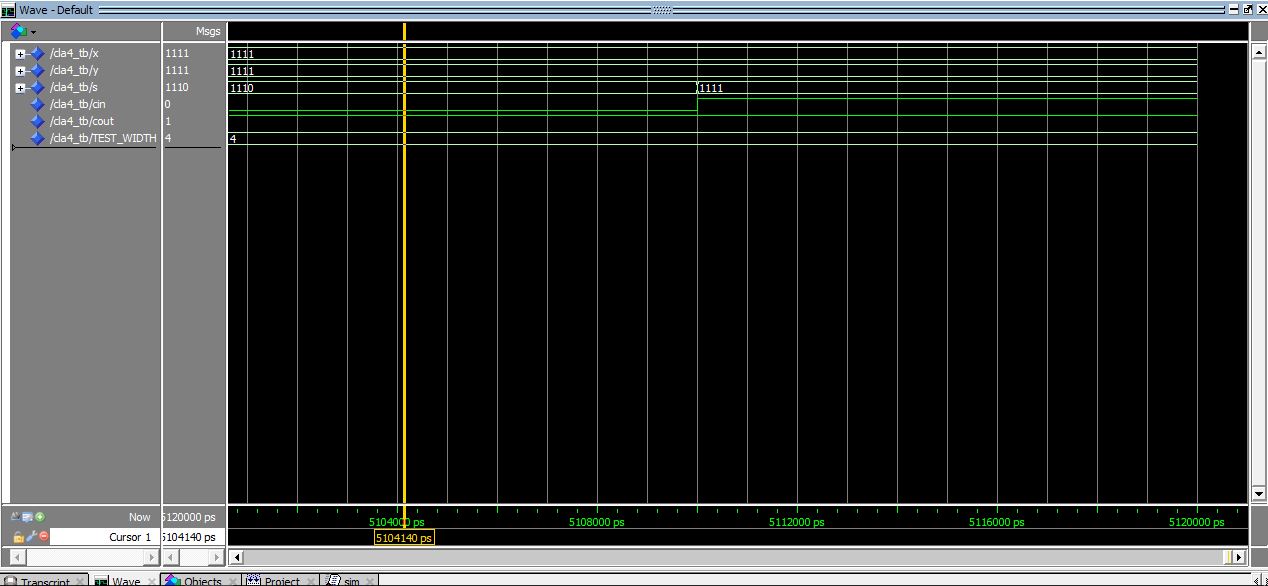 Wave - Default
Msgs
/cla4_tb/x 1111 1111
/cla4_tb/y 1111 1111
/cla4_tb/s 1110 1110 1111
/cla4_tb/cin 0
/cla4_tb/cout 1
/cla4_tb/TEST_WIDTH 4 4
Now 5120000 ps 5104000 ps 5108000 ps 5112000 ps 5116000 ps 5120000 ps
Cursor 1 5104140 ps 5104140 ps
Transcript Wave Objects Project sim